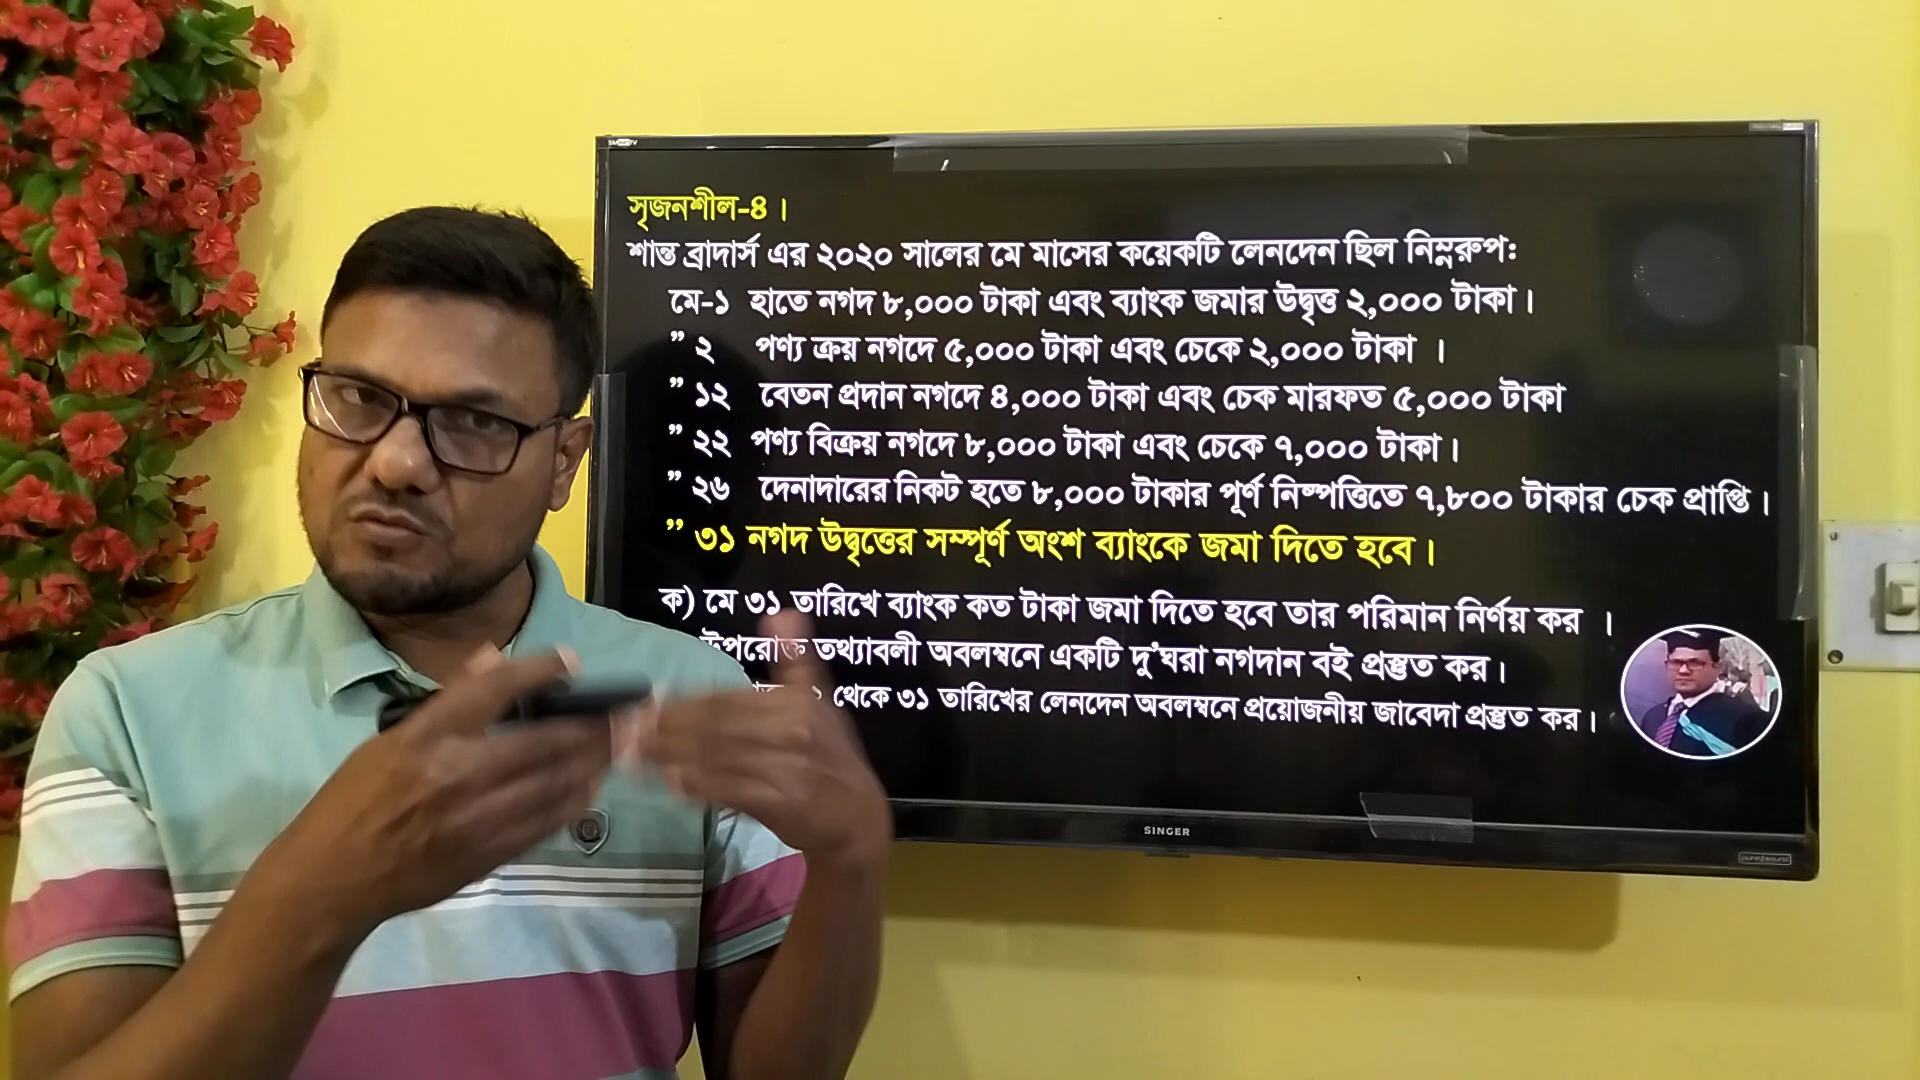 সৃজনশীল-৪।
শান্ত ব্রাদার্স এর ২০২০ সালের মে মাসের কয়েকটি লেনদেন ছিল নিম্নরুপঃ
মে-১ হাতে নগদ ৮,০০০ টাকা এবং ব্যাংক জমার উদ্বৃত্ত ২,০০০ টাকা।
” ২ পণ্য ক্রয় নগদে ৫,০০০ টাকা এবং চেকে ২,০০০ টাকা ।
” ১২ বেতন প্রদান নগদে ৪,০০০ টাকা এবং চেক মারফত ৫,০০০ টাকা
” ২২ পণ্য বিক্রয় নগদে ৮,০০০ টাকা এবং চেকে ৭,০০০ টাকা।
” ২৬ দেনাদারের নিকট হতে ৮,০০০ টাকার পূর্ণ নিষ্পত্তিতে ৭,৮০০ টাকার চেক প্রাপ্তি।
” ৩১ নগদ উদ্বৃত্তের সম্পূর্ণ অংশ ব্যাংকে জমা দিতে হবে।
ক) মে ৩১ তারিখে ব্যাংক কত টাকা জমা দিতে হবে তার পরিমান নির্ণয় কর ।
উপরোক্ত তথ্যাবলী অবলম্বনে একটি দু’ঘরা নগদান বই প্রস্তুত কর।
থেকে ৩১ তারিখের লেনদেন অবলম্বনে প্রয়োজনীয় জাবেদা প্রস্তুত কর।
SINGER